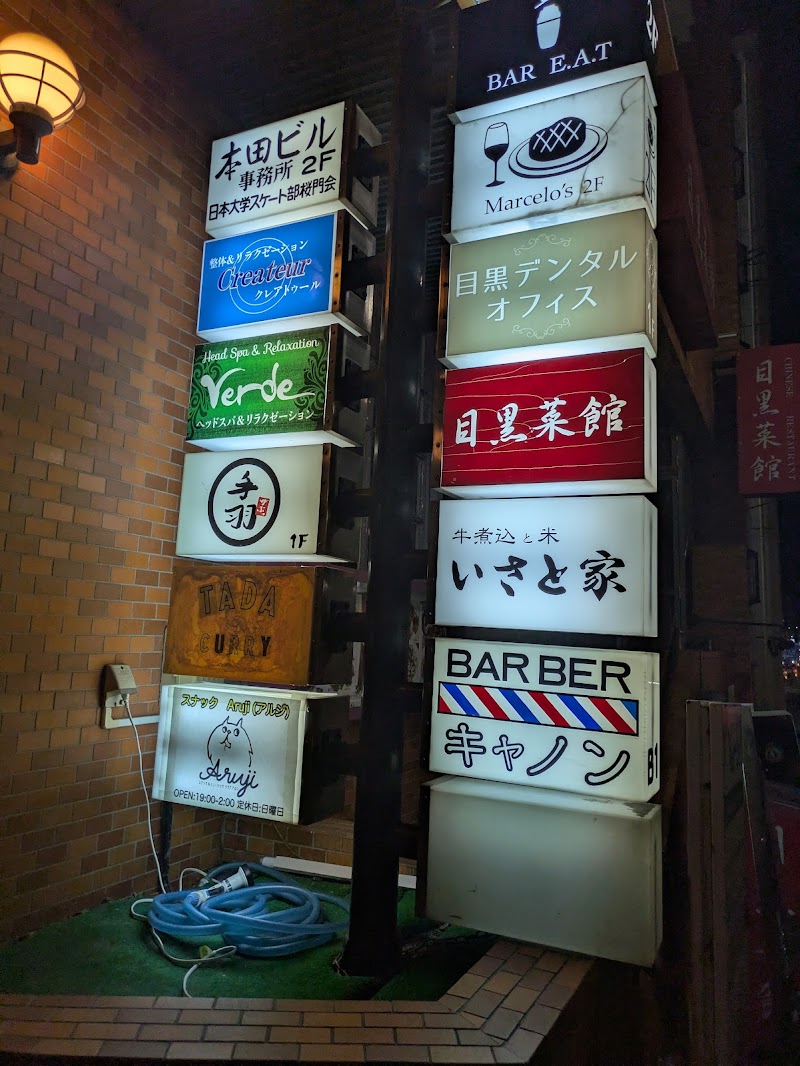 本田ビル
事務所 2F
日本大学スケート部桜門会
整体&リラクゼーション
Createur
クレアトゥール
Head Spa & Relaxation
Verde
ヘッドスパ&リラクゼーション
手羽
1F
TADA
CURRY
スナック Aruji(アルジ)
Aruji
OPEN:19:00-2:00 定休日:日曜日
BAR E.A.T
Marcelo's 2F
目黒デンタル
オフィス
目黒菜館
牛煮込と米
いさと家
BARBER
キャノン
B1
CHINESE RESTAURANT
目黒菜館